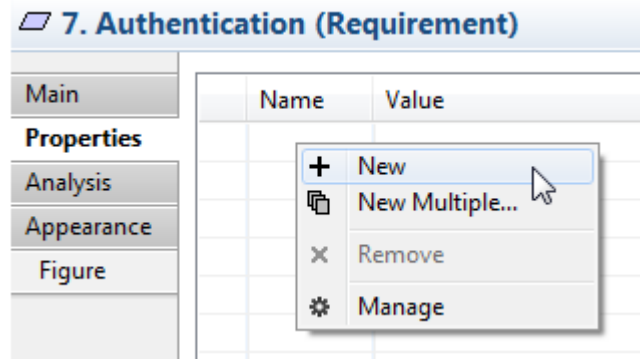 7. Authentication (Requirement)
Main
Properties
Analysis
Appearance
Figure
Name Value
New
New Multiple...
Remove
Manage